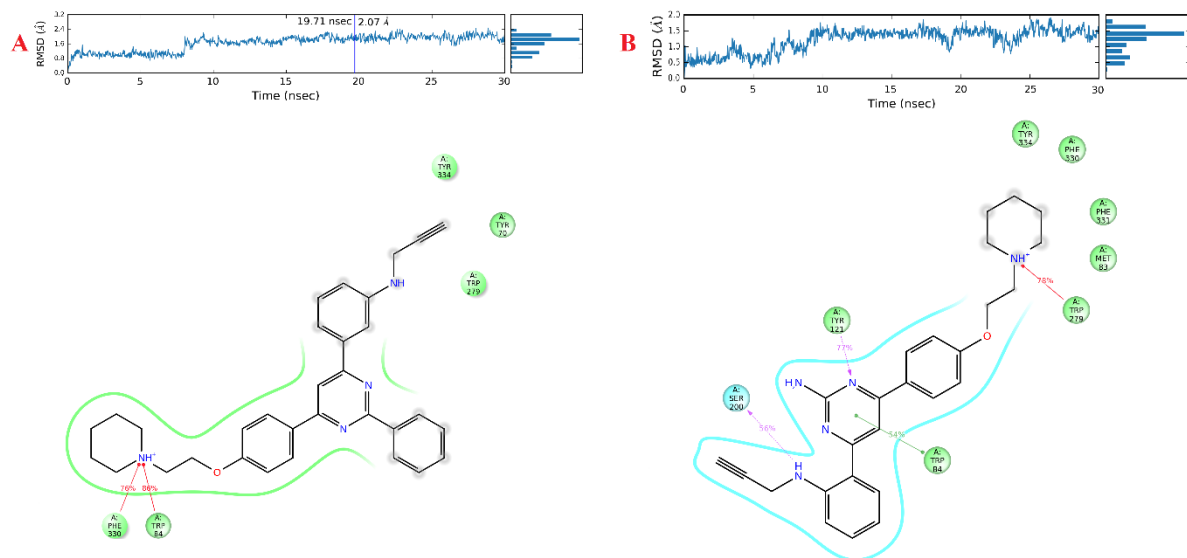 A
RMSD (Å)
3.2
2.4
1.6
0.8
0.0
19.71 nsec 2.07 Å
0 5 10 15 20 25 30
Time (nsec)
A:
TYR
334
A:
TYR
70
NH
A:
TRP
279
N
N
NH+
O
76% 86%
A:
PHE
330
A:
TRP
84
B
RMSD (Å)
2.0
1.5
1.0
0.5
0.0
0 5 10 15 20 25 30
Time (nsec)
A:
TYR
334
A:
PHE
330
A:
PHE
331
NH+
A:
MET
83
78%
A:
TRP
279
A:
TYR
121
O
77%
H2N
N
A:
SER
200
N
56%
54%
A:
TRP
84
H
N